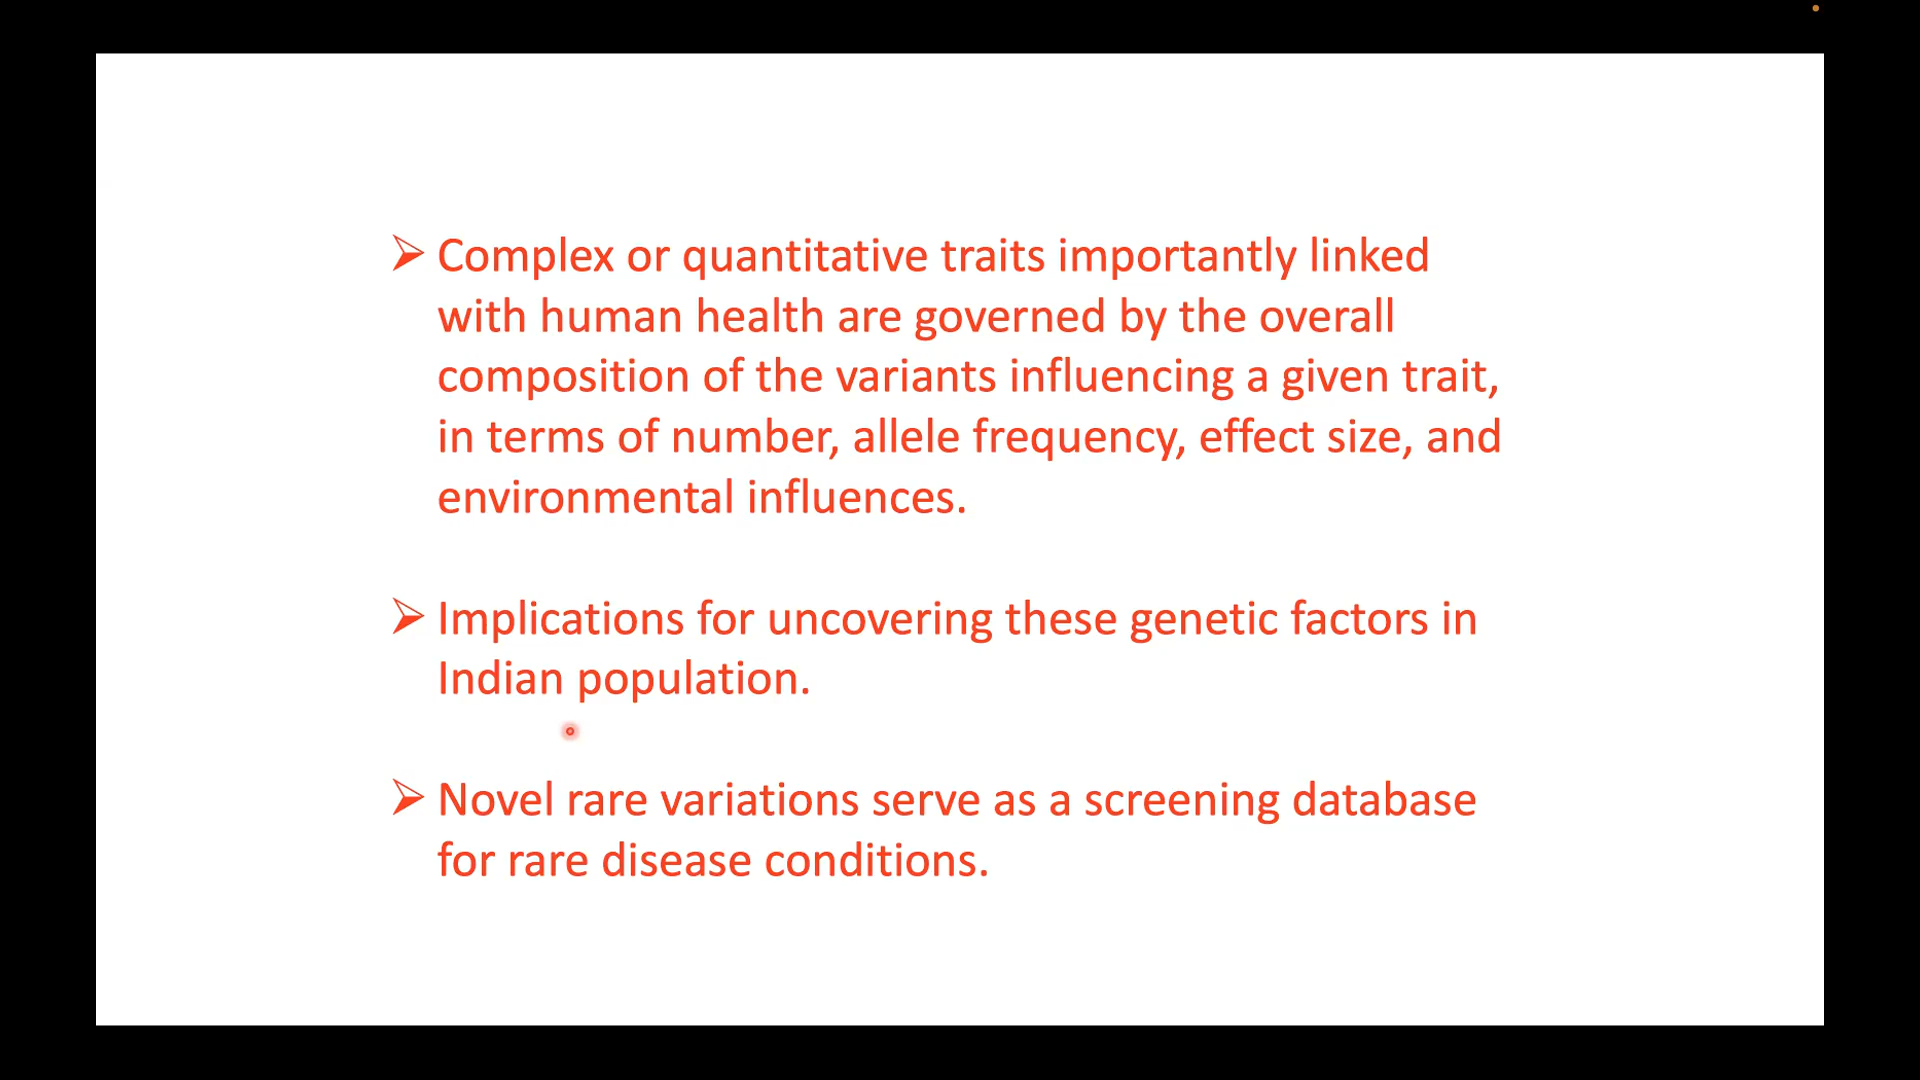 ➢ Complex or quantitative traits importantly linked
with human health are governed by the overall
composition of the variants influencing a given trait,
in terms of number, allele frequency, effect size, and
environmental influences.
➢ Implications for uncovering these genetic factors in
Indian population.
➢ Novel rare variations serve as a screening database
for rare disease conditions.